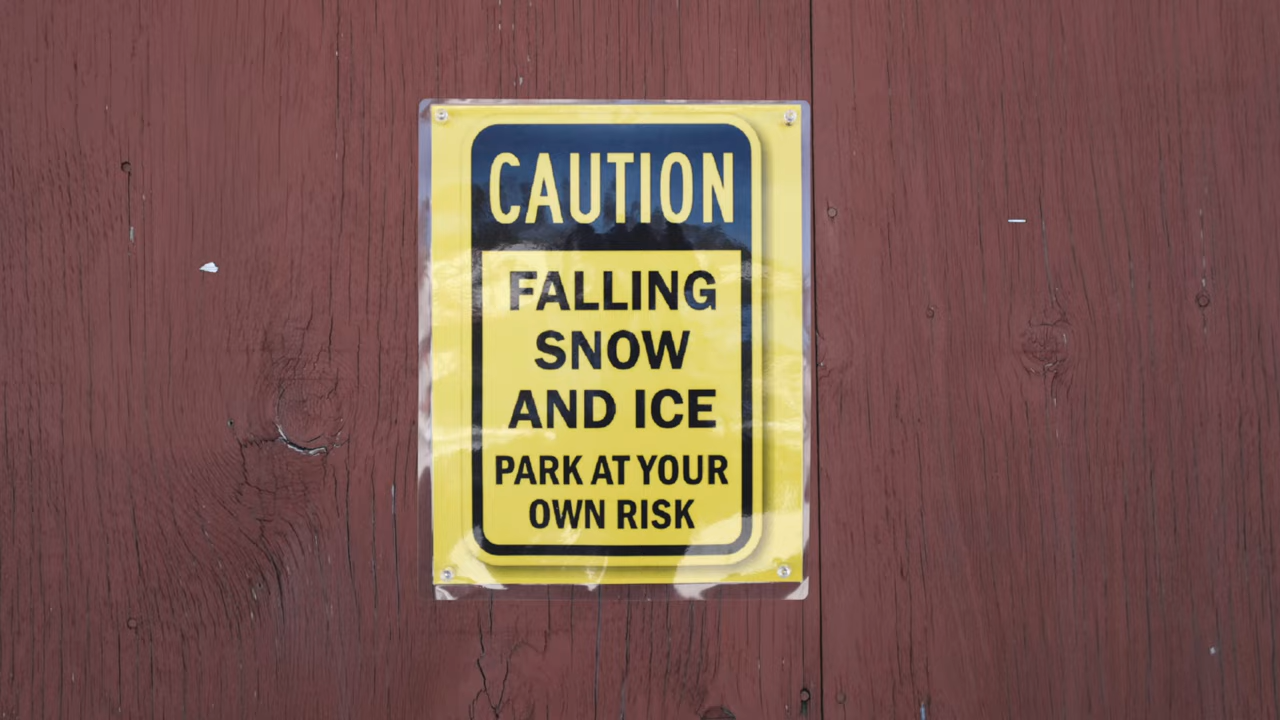 CAUTION
FALLING
SNOW
AND ICE
PARK AT YOUR
OWN RISK